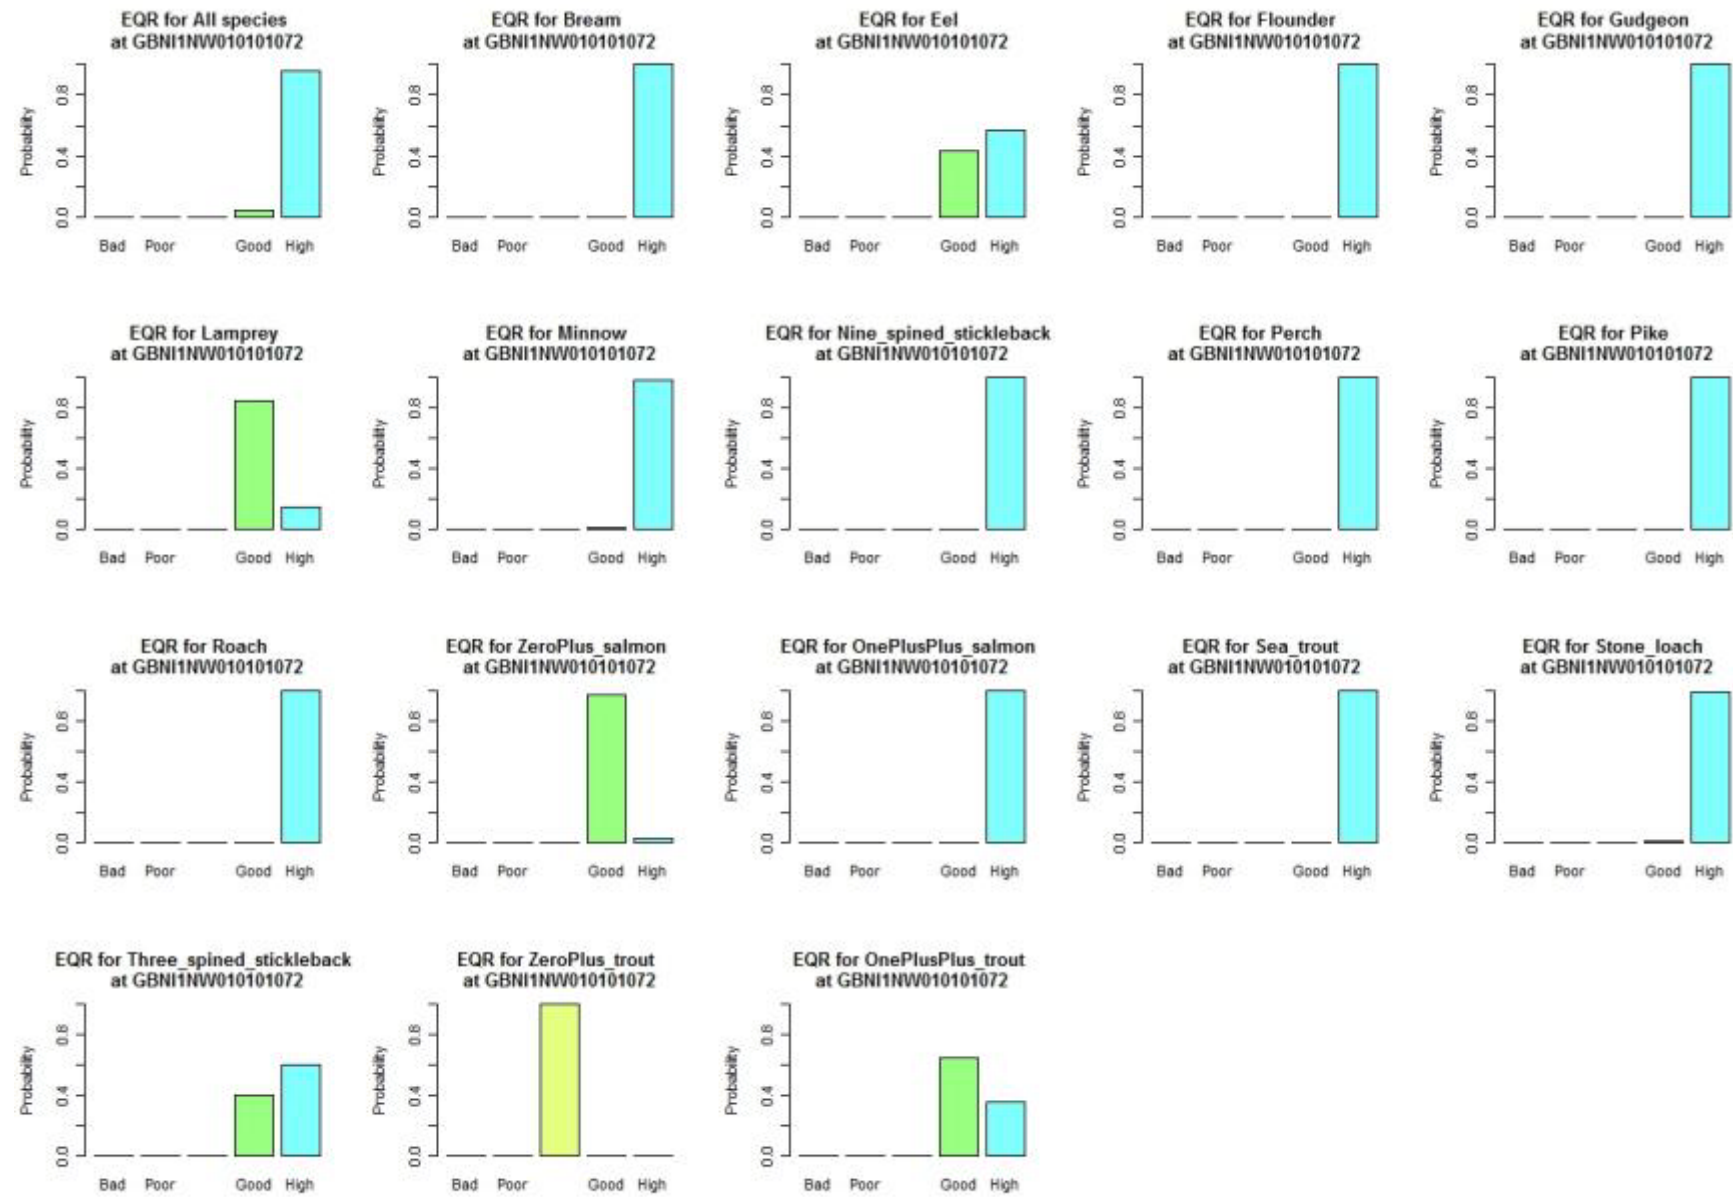 EQR for All species
at GBNI1NW010101072
Probability
0.0 0.4 0.8
Bad Poor Good High
EQR for Bream
at GBNI1NW010101072
Probability
0.0 0.4 0.8
Bad Poor Good High
EQR for Eel
at GBNI1NW010101072
Probability
0.0 0.4 0.8
Bad Poor Good High
EQR for Flounder
at GBNI1NW010101072
Probability
0.0 0.4 0.8
Bad Poor Good High
EQR for Gudgeon
at GBNI1NW010101072
Probability
0.0 0.4 0.8
Bad Poor Good High
EQR for Lamprey
at GBNI1NW010101072
Probability
0.0 0.4 0.8
Bad Poor Good High
EQR for Minnow
at GBNI1NW010101072
Probability
0.0 0.4 0.8
Bad Poor Good High
EQR for Nine_spined_stickleback
at GBNI1NW010101072
Probability
0.0 0.4 0.8
Bad Poor Good High
EQR for Perch
at GBNI1NW010101072
Probability
0.0 0.4 0.8
Bad Poor Good High
EQR for Pike
at GBNI1NW010101072
Probability
0.0 0.4 0.8
Bad Poor Good High
EQR for Roach
at GBNI1NW010101072
Probability
0.0 0.4 0.8
Bad Poor Good High
EQR for ZeroPlus_salmon
at GBNI1NW010101072
Probability
0.0 0.4 0.8
Bad Poor Good High
EQR for OnePlusPlus_salmon
at GBNI1NW010101072
Probability
0.0 0.4 0.8
Bad Poor Good High
EQR for Sea_trout
at GBNI1NW010101072
Probability
0.0 0.4 0.8
Bad Poor Good High
EQR for Stone_loach
at GBNI1NW010101072
Probability
0.0 0.4 0.8
Bad Poor Good High
EQR for Three_spined_stickleback
at GBNI1NW010101072
Probability
0.0 0.4 0.8
Bad Poor Good High
EQR for ZeroPlus_trout
at GBNI1NW010101072
Probability
0.0 0.4 0.8
Bad Poor Good High
EQR for OnePlusPlus_trout
at GBNI1NW010101072
Probability
0.0 0.4 0.8
Bad Poor Good High